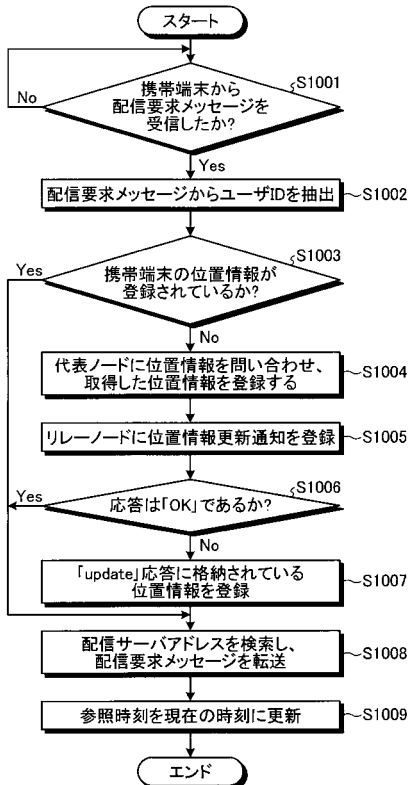 スタート
携帯端末から
配信要求メッセージを
受信したか?
S1001
No
Yes
配信要求メッセージからユーザIDを抽出
S1002
携帯端末の位置情報が
登録されているか?
S1003
Yes
No
代表ノードに位置情報を問い合わせ、
取得した位置情報を登録する
S1004
リレーノードに位置情報更新通知を登録
S1005
応答は「OK」であるか?
S1006
Yes
No
「update」応答に格納されている
位置情報を登録
S1007
配信サーバアドレスを検索し、
配信要求メッセージを転送
S1008
参照時刻を現在の時刻に更新
S1009
エンド